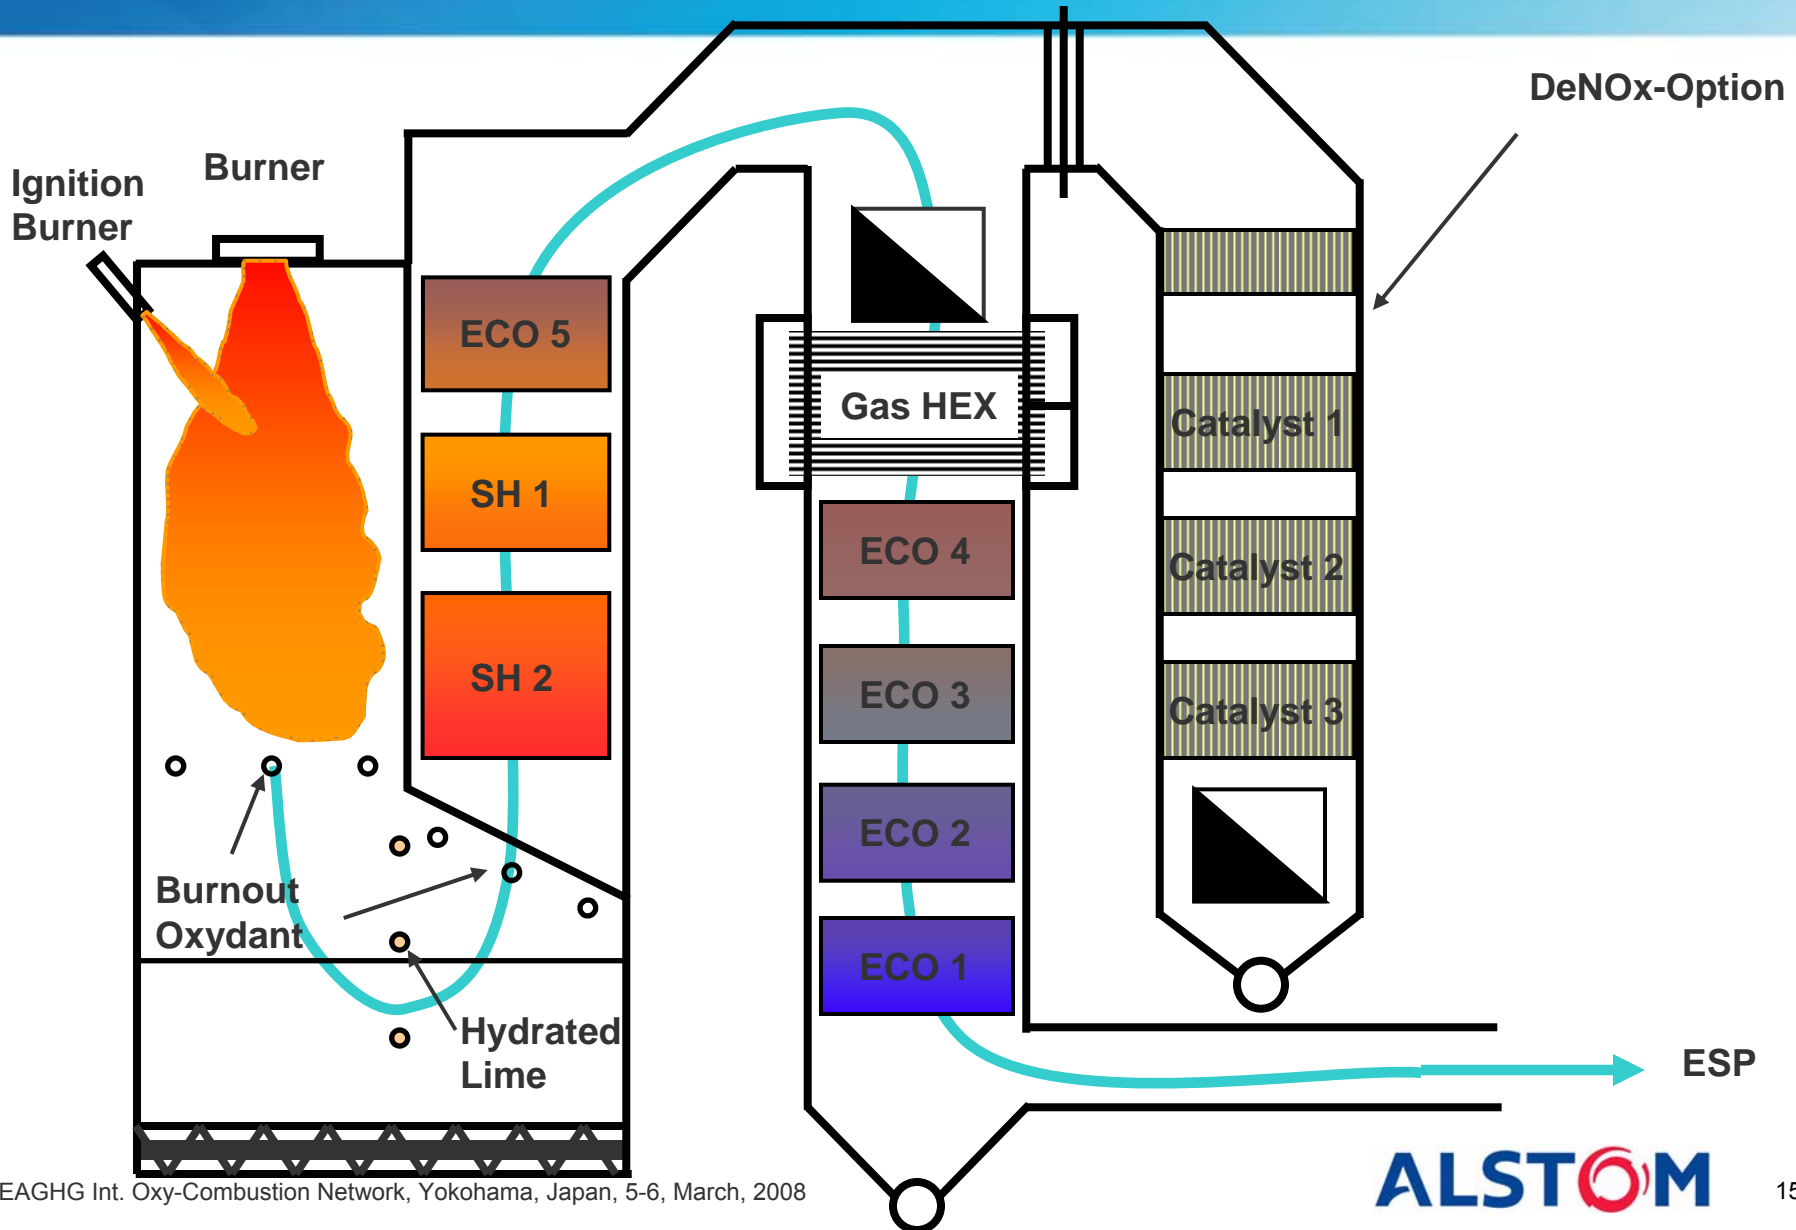 DeNOx-Option
Ignition
Burner
Burner
ECO 5
SH 1
SH 2
Gas HEX
ECO 4
ECO 3
ECO 2
ECO 1
Catalyst 1
Catalyst 2
Catalyst 3
Burnout
Oxydant
Hydrated
Lime
ESP
EAGHG Int. Oxy-Combustion Network, Yokohama, Japan, 5-6, March, 2008
ALSTOM
15